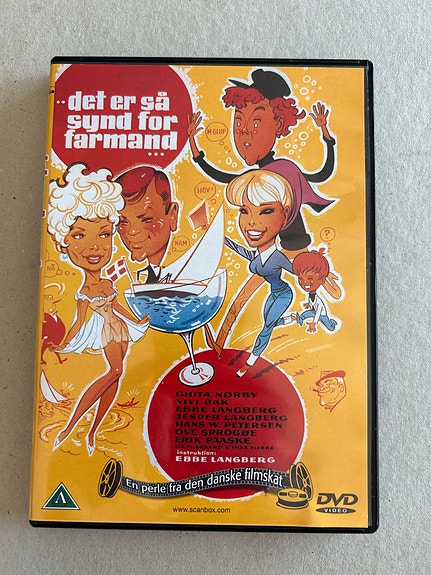 ..det er så
synd for
farmand...
M GLUP
HOV!
NAM
NÅ
?
GHITA NØRBY
VIVI BAK
EBBE LANGBERG
JESPER LANGBERG
HANS W. PETERSEN
OVE SPROGØE
ERIK PAASKE
instruktion:
EBBE LANGBERG
En perle fra den danske filmskat
A
www.scanbox.com
DVD
VIDEO